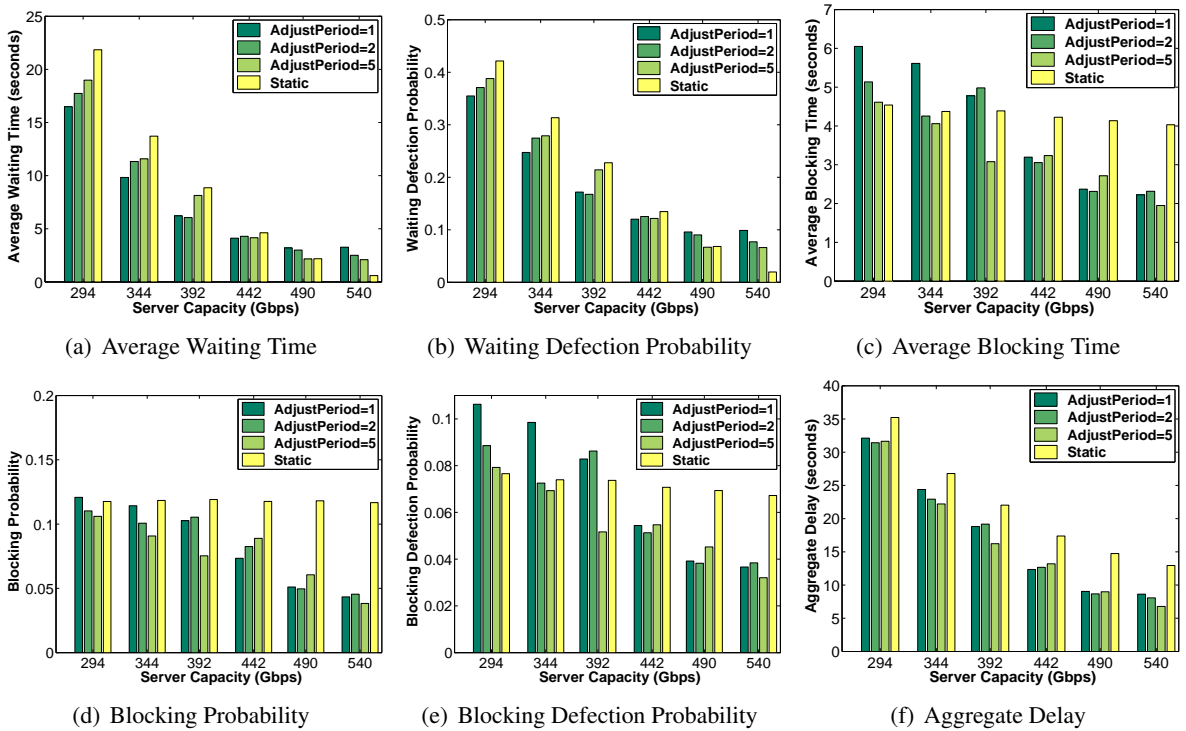 25
20
15
10
5
0
Average Waiting Time (seconds)
AdjustPeriod=1
AdjustPeriod=2
AdjustPeriod=5
Static
294 344 392 442 490 540
Server Capacity (Gbps)
(a) Average Waiting Time
0.5
0.4
0.3
0.2
0.1
0
Waiting Defection Probability
AdjustPeriod=1
AdjustPeriod=2
AdjustPeriod=5
Static
294 344 392 442 490 540
Server Capacity (Gbps)
(b) Waiting Defection Probability
7
6
5
4
3
2
1
0
Average Blocking Time (seconds)
AdjustPeriod=1
AdjustPeriod=2
AdjustPeriod=5
Static
294 344 392 442 490 540
Server Capacity (Gbps)
(c) Average Blocking Time
0.2
0.15
0.1
0.05
0
Blocking Probability
AdjustPeriod=1
AdjustPeriod=2
AdjustPeriod=5
Static
294 344 392 442 490 540
Server Capacity (Gbps)
(d) Blocking Probability
0.1
0.08
0.06
0.04
0.02
0
Blocking Defection Probability
AdjustPeriod=1
AdjustPeriod=2
AdjustPeriod=5
Static
294 344 392 442 490 540
Server Capacity (Gbps)
(e) Blocking Defection Probability
40
35
30
25
20
15
10
5
0
Aggregate Delay (seconds)
AdjustPeriod=1
AdjustPeriod=2
AdjustPeriod=5
Static
294 344 392 442 490 540
Server Capacity (Gbps)
(f) Aggregate Delay